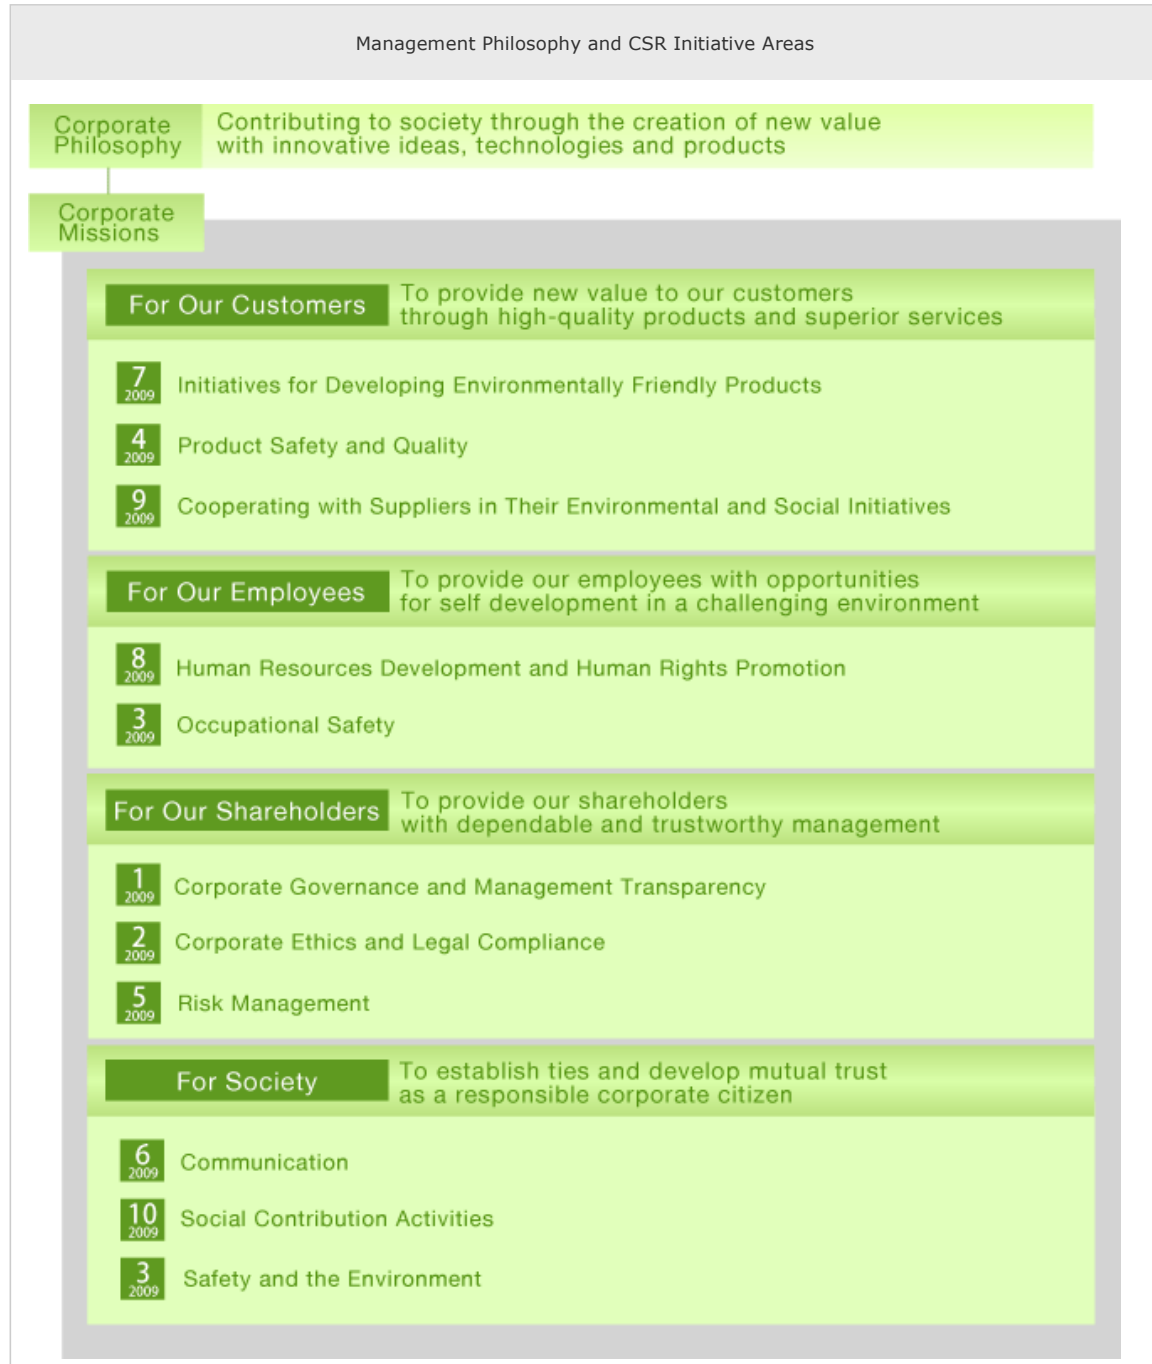 Management Philosophy and CSR Initiative Areas
Corporate
Philosophy
Contributing to society through the creation of new value
with innovative ideas, technologies and products
Corporate
Missions
For Our Customers
To provide new value to our customers
through high-quality products and superior services
7
2009
Initiatives for Developing Environmentally Friendly Products
4
2009
Product Safety and Quality
9
2009
Cooperating with Suppliers in Their Environmental and Social Initiatives
For Our Employees
To provide our employees with opportunities
for self development in a challenging environment
8
2009
Human Resources Development and Human Rights Promotion
3
2009
Occupational Safety
For Our Shareholders
To provide our shareholders
with dependable and trustworthy management
1
2009
Corporate Governance and Management Transparency
2
2009
Corporate Ethics and Legal Compliance
5
2009
Risk Management
For Society
To establish ties and develop mutual trust
as a responsible corporate citizen
6
2009
Communication
10
2009
Social Contribution Activities
3
2009
Safety and the Environment